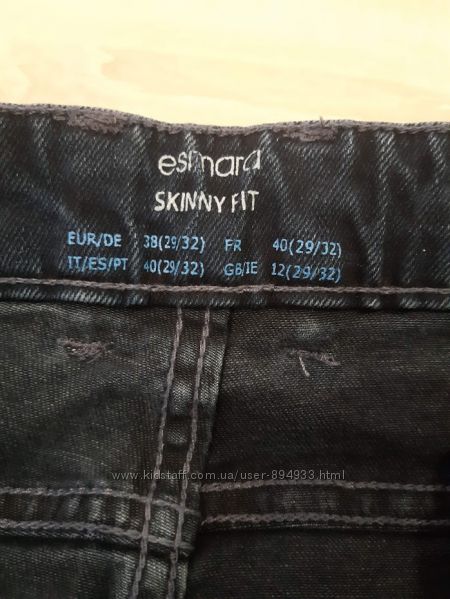 esmara
SKINNY FIT
EUR/DE 38(29/32) FR 40(29/32)
IT/ES/PT 40(29/32) GB/IE 12(29/32)
www.kidstaff.com.ua/user-894933.html